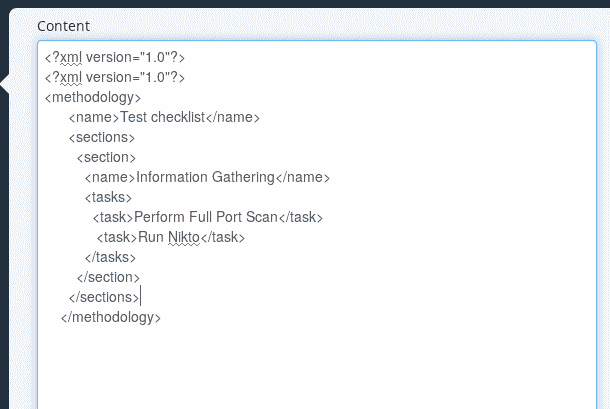 Content
<?xml version="1.0"?>
<?xml version="1.0"?>
<methodology>
<name>Test checklist</name>
<sections>
<section>
<name>Information Gathering</name>
<tasks>
<task>Perform Full Port Scan</task>
<task>Run Nikto</task>
</tasks>
</section>
</sections>
</methodology>